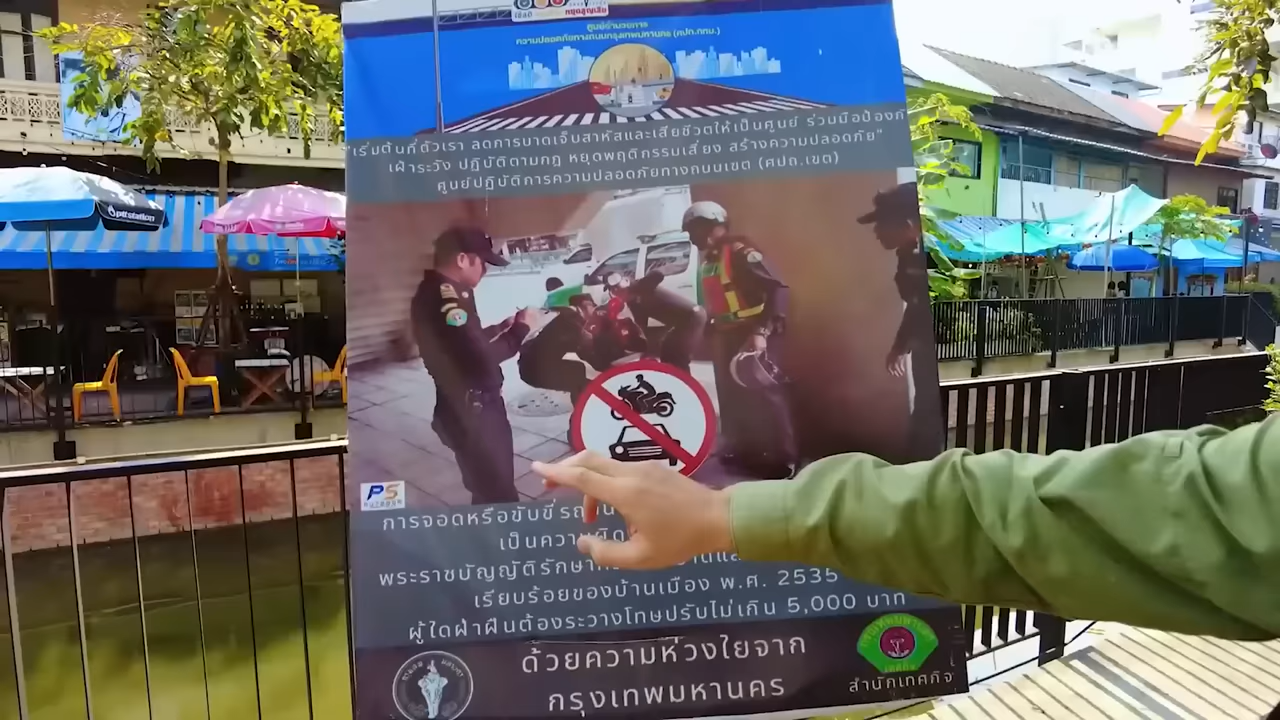 หยุดสูญเสีย
ศูนย์อำนวยการ
ความปลอดภัยทางถนนกรุงเทพมหานคร (ศปถ.กทม.)
"เริ่มต้นที่ตัวเรา ลดการบาดเจ็บสาหัสและเสียชีวิตให้เป็นศูนย์ ร่วมมือป้องกั
เฝ้าระวัง ปฏิบัติตามกฎ หยุดพฤติกรรมเสี่ยง สร้างความปลอดภัย"
ศูนย์ปฏิบัติการความปลอดภัยทางถนนเขต (ศปถ.เขต)
pttstation
PS
การจอดหรือขับขี่รถ
เป็นความผิด
พระราชบัญญัติรักษา
เรียบร้อยของบ้านเมือง พ.ศ. 2535
ผู้ใดฝ่าฝืนต้องระวางโทษปรับไม่เกิน 5,000 บาท
ด้วยความห่วงใยจาก
กรุงเทพมหานคร
สำนักเทศกิจ